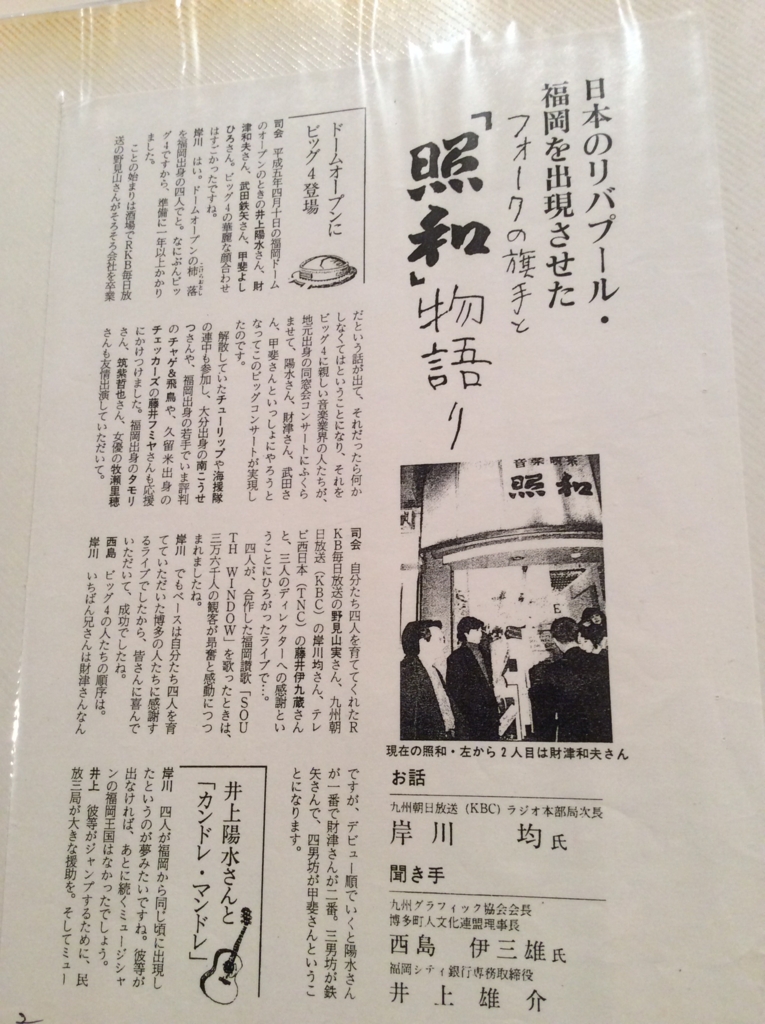 日本のリバプール・
福岡を出現させた
フォークの旗手と
「照和」物語り
音楽喫茶
照和
現在の照和・左から2人目は財津和夫さん
お話
九州朝日放送(KBC)ラジオ本部局次長
岸川 均氏
聞き手
九州グラフィック協会会長
博多町人文化連盟理事長
西島 伊三雄氏
福岡シティ銀行専務取締役
井上雄介
ドームオープンに
ビッグ4登場
司会 平成五年四月十日の福岡ドーム
のオープンのときの井上陽水さん、財
津和夫さん、武田鉄矢さん、甲斐よし
ひろさん。ビッグ4の華麗な顔合わせ
はすごかったですね。
岸川 はい。ドームオープンの柿落
こけらおとし
を福岡出身の四人でと。なにぶんビッ
グ4ですから、準備に一年以上かかり
ました。
ことの始まりは酒場でRKB毎日放
送の野見山さんがそろそろ会社を卒業
だという話が出て、それだったら何か
しなくてはということになり、それを
ビッグ4に親しい音楽業界の人たちが、
地元出身の同窓会コンサートにふくら
ませて、陽水さん、財津さん、武田さ
ん、甲斐さんといっしょにやろうと
なってこのビッグコンサートが実現し
たのです。
解散していたチューリップや海援隊
の連中も参加し、大分出身の南こうせ
つさんや、福岡出身の若手でいま評判
のチャゲ&飛鳥や、久留米出身の
チェッカーズの藤井フミヤさんも応援
にかけつけました。福岡出身のタモリ
さん、筑紫哲也さん、女優の牧瀬里穂
さんも友情出演していただいて。
司会 自分たち四人を育ててくれたR
KB毎日放送の野見山実さん、九州朝
日放送(KBC)の岸川均さん、テレ
ビ西日本(TNC)の藤井伊九蔵さん
と、三人のディレクターへの感謝とい
うことにひろがったライブで…。
四人が、合作した福岡讃歌「SOU
TH WINDOW」を歌ったときは、
三万六千人の観客が昂奮と感動につつ
まれましたね。
岸川 でもベースは自分たち四人を育
てていただいた博多の人たちに感謝す
るライブでしたから、皆さんに喜んで
いただいて、成功でしたね。
西島 ビッグ4の人たちの順序は。
岸川 いちばん兄さんは財津さんなん
ですが、デビュー順でいくと陽水さん
が一番で財津さんが二番。三男坊が鉄
矢さんで、四男坊が甲斐さんというこ
とになります。
井上陽水さんと
「カンドレ・マンドレ」
岸川 四人が福岡から同じ頃に出現し
たというのが夢みたいですね。彼等が
出なければ、あとに続くミュージシャ
ンの福岡王国はなかったでしょう。
井上 彼等がジャンプするために、民
放三局が大きな援助を。そしてミュー